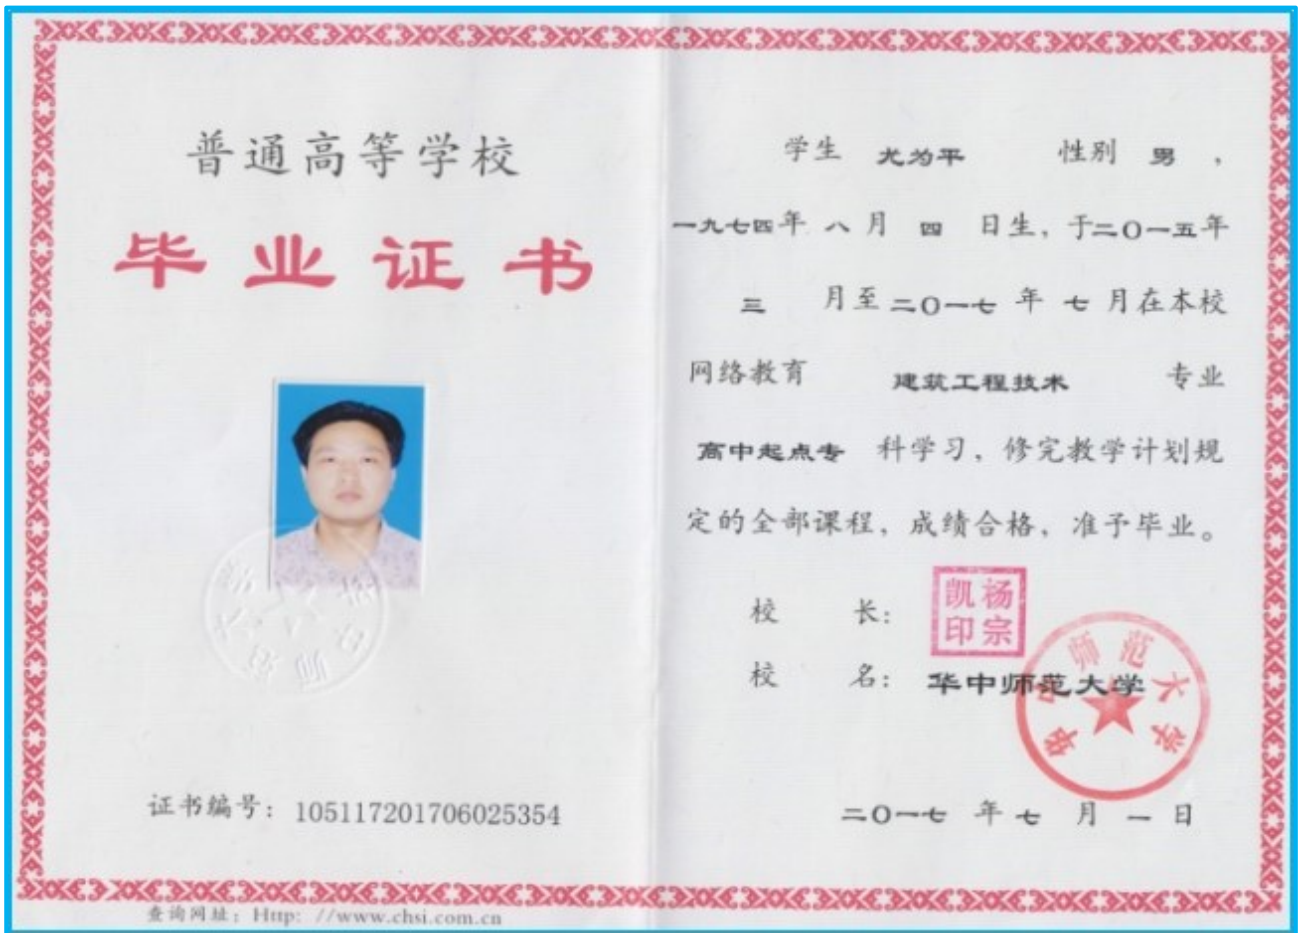 普通高等学校
毕业证书
证书编号：105117201706025354
查询网址：Http: //www.chsi.com.cn
学生 尤为平 性别 男，
一九七四年 八月 四 日生，于二〇一五年
三 月至二〇一七 年 七 月在本校
网络教育 建筑工程技术 专业
高中起点专 科学习，修完教学计划规
定的全部课程，成绩合格，准予毕业。
校 长：
杨宗凯印
校 名：华中师范大学
华中师范大学
二〇一七 年 七 月 一 日